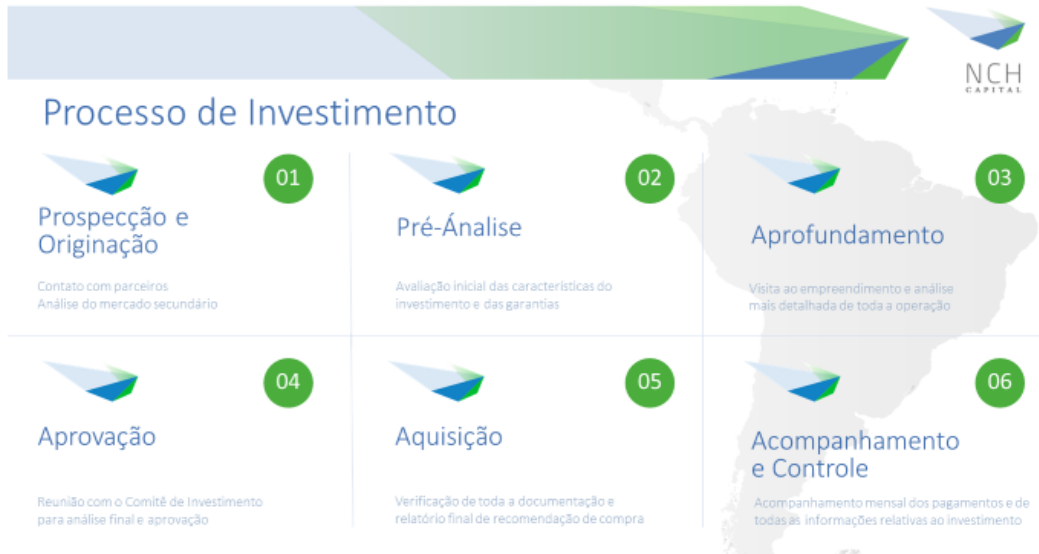 NCH
CAPITAL
Processo de Investimento
01
Prospecção e
Originação
Contato com parceiros
Análise do mercado secundário
02
Pré-Ánalise
Avaliação inicial das características do
investimento e das garantias
03
Aprofundamento
Visita ao empreendimento e análise
mais detalhada de toda a operação
04
Aprovação
Reunião com o Comitê de Investimento
para análise final e aprovação
05
Aquisição
Verificação de toda a documentação e
relatório final de recomendação de compra
06
Acompanhamento
e Controle
Acompanhamento mensal dos pagamentos e de
todas as informações relativas ao investimento